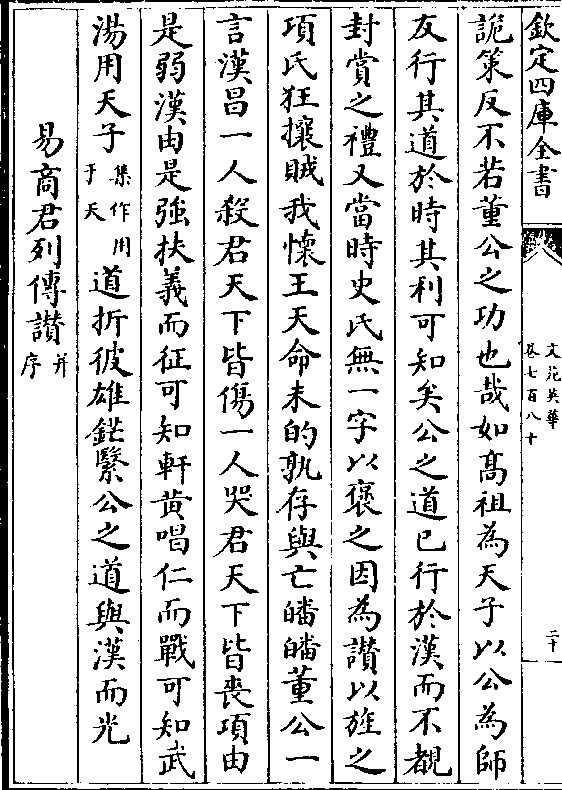 欽定四庫全書
文苑英華
卷七百八十
二十
詭策反不若董公之功也哉如髙祖為天子以公為師
友行其道於時其利可知矣公之道已行於漢而不覩
封賞之禮又當時史氏無一字以褒之因為讃以旌之
項氏狂攘賊我懷王天命未的孰存與亡皤皤董公一
言漢昌一人殺君天下皆傷一人哭君天下皆喪項由
是弱漢由是強扶義而征可知軒黄唱仁而戰可知武
湯用天子集作用于天道折彼雄鋩繄公之道與漢而光
易商君列傳讃并序